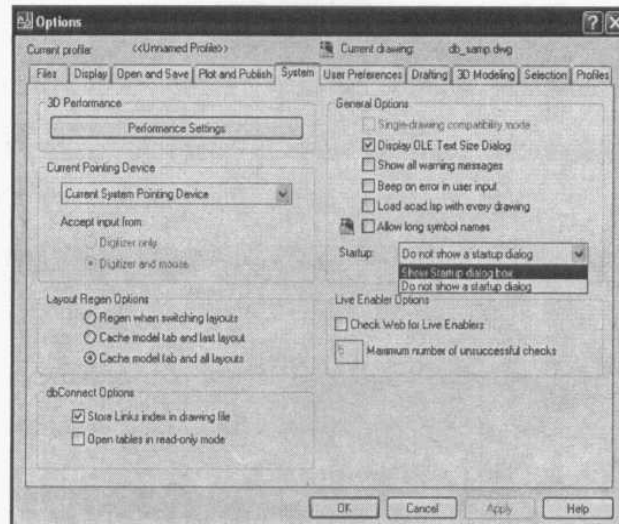 Options
Current profile: <<Unnamed Profile>> Current drawing: db_samp.dwg
Files Display Open and Save Plot and Publish System User Preferences Drafting 3D Modeling Selection Profiles
3D Performance
Performance Settings
Current Pointing Device
Current System Pointing Device
Accept input from:
Digitizer only
Digitizer and mouse
Layout Regen Options
Regen when switching layouts
Cache model tab and last layout
Cache model tab and all layouts
dbConnect Options
Store Links index in drawing file
Open tables in read-only mode
General Options
Single-drawing compatibility mode
Display OLE Text Size Dialog
Show all warning messages
Beep on error in user input
Load acad.lsp with every drawing
Allow long symbol names
Startup: Do not show a startup dialog
Show Startup dialog box
Do not show a startup dialog
Live Enabler Options
Check Web for Live Enablers
5 Maximum number of unsuccessful checks
OK Cancel Apply Help